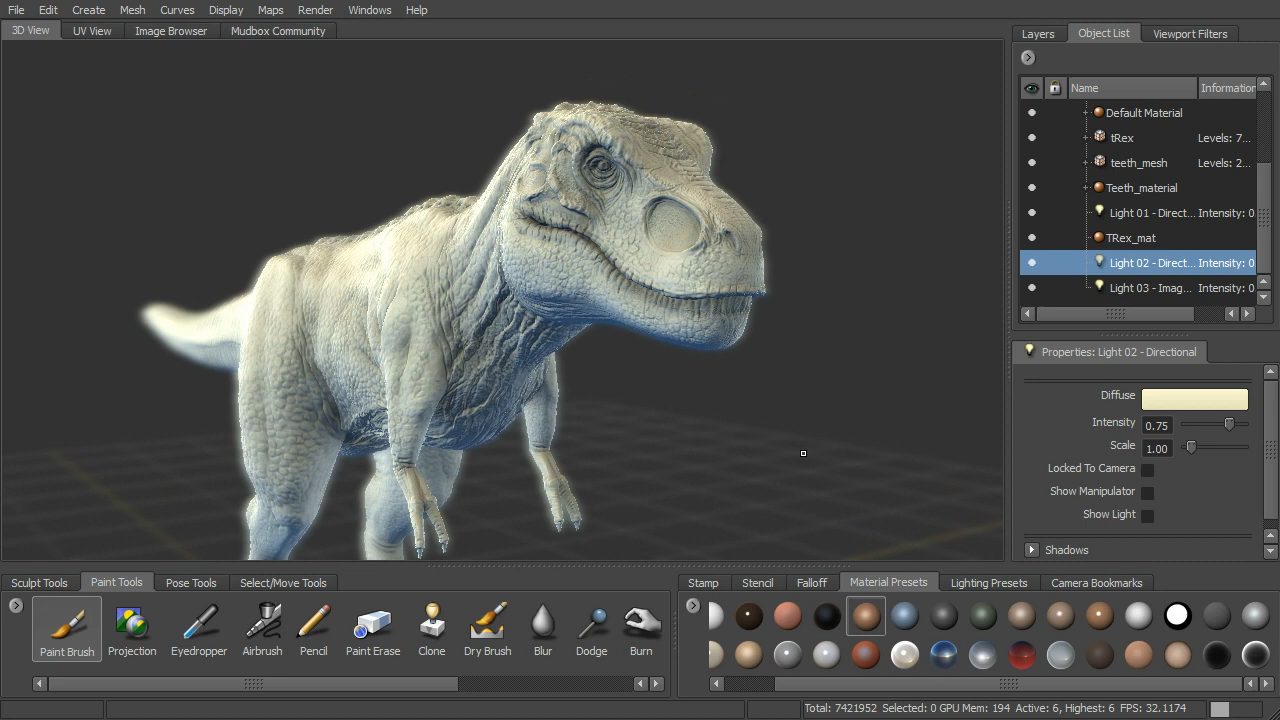 File Edit Create Mesh Curves Display Maps Render Windows Help
3D View UV View Image Browser Mudbox Community
Layers Object List Viewport Filters
Name Information
Default Material
tRex Levels: 7...
teeth_mesh Levels: 2...
Teeth_material
Light 01 - Direct... Intensity: 0
TRex_mat
Light 02 - Direct... Intensity: 0
Light 03 - Imag... Intensity: 0
Properties: Light 02 - Directional
Diffuse
Intensity 0.75
Scale 1.00
Locked To Camera
Show Manipulator
Show Light
Shadows
Sculpt Tools Paint Tools Pose Tools Select/Move Tools
Paint Brush Projection Eyedropper Airbrush Pencil Paint Erase Clone Dry Brush Blur Dodge Burn
Stamp Stencil Falloff Material Presets Lighting Presets Camera Bookmarks
Total: 7421952 Selected: 0 GPU Mem: 194 Active: 6, Highest: 6 FPS: 32.1174